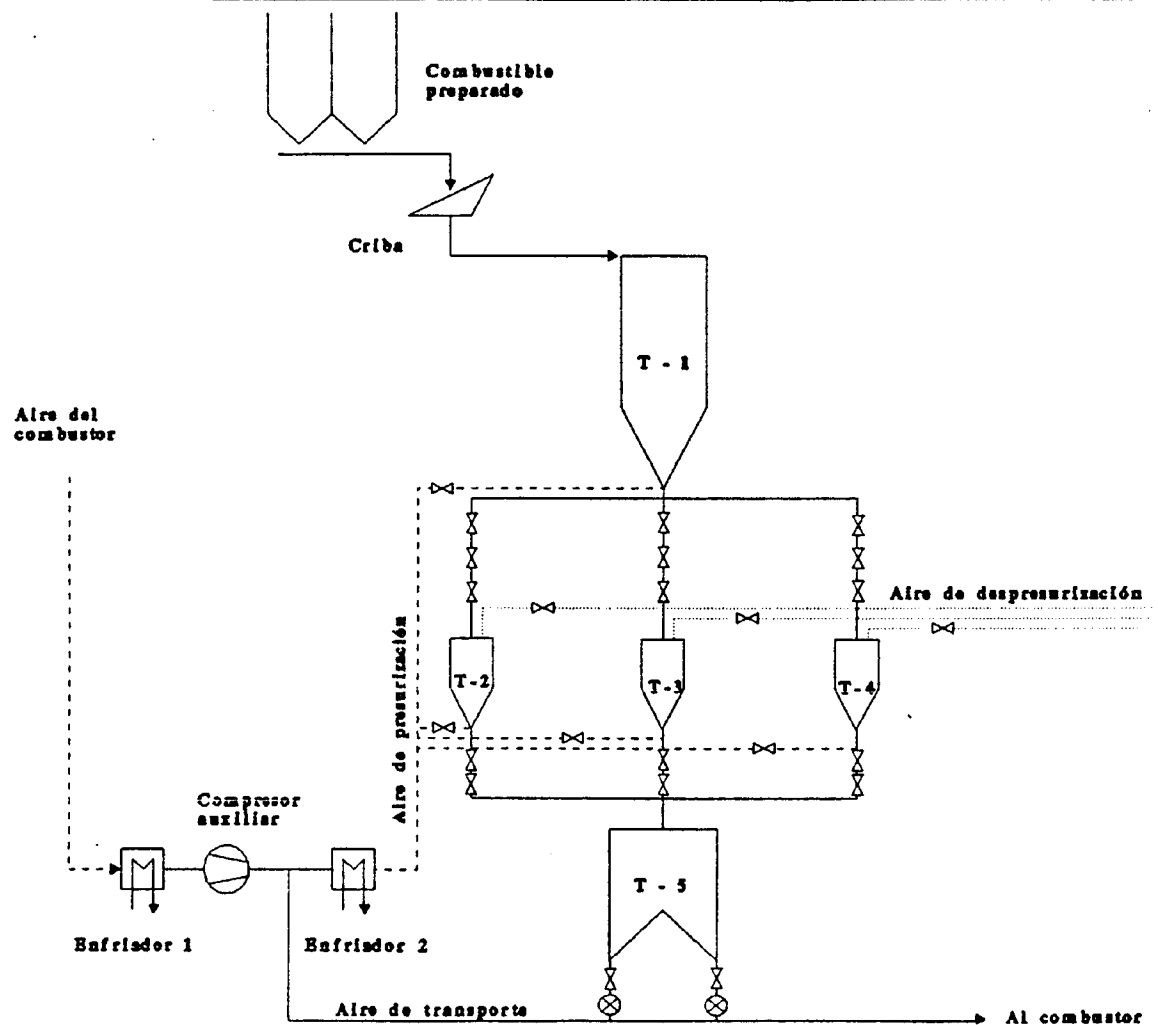 Combustible
preparado
Criba
T - 1
Aire del
combustor
Aire de despresurización
Aire de presurización
T-2
T-3
T-4
Compresor
auxiliar
T - 5
Enfriador 1
Enfriador 2
Aire de transporte
Al combustor